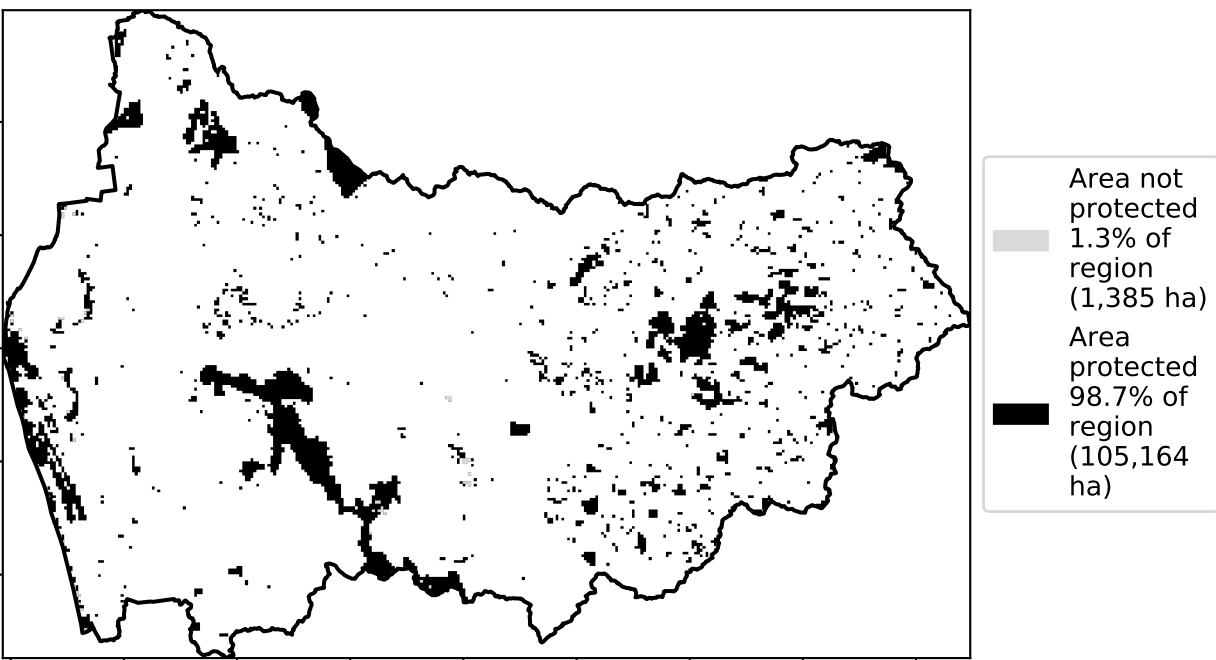 Area not
protected
1.3% of
region
(1,385 ha)
Area
protected
98.7% of
region
(105,164
ha)